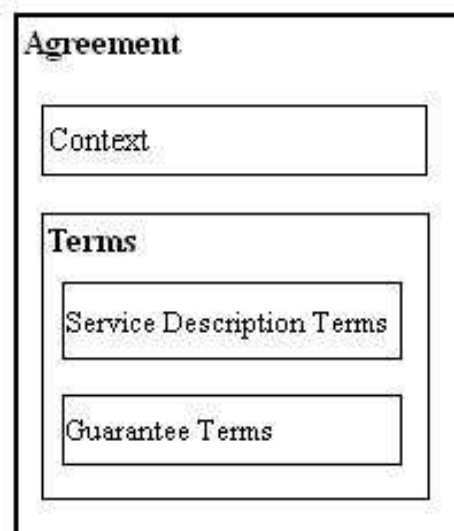 Agreement
Context
Terms
Service Description Terms
Guarantee Terms